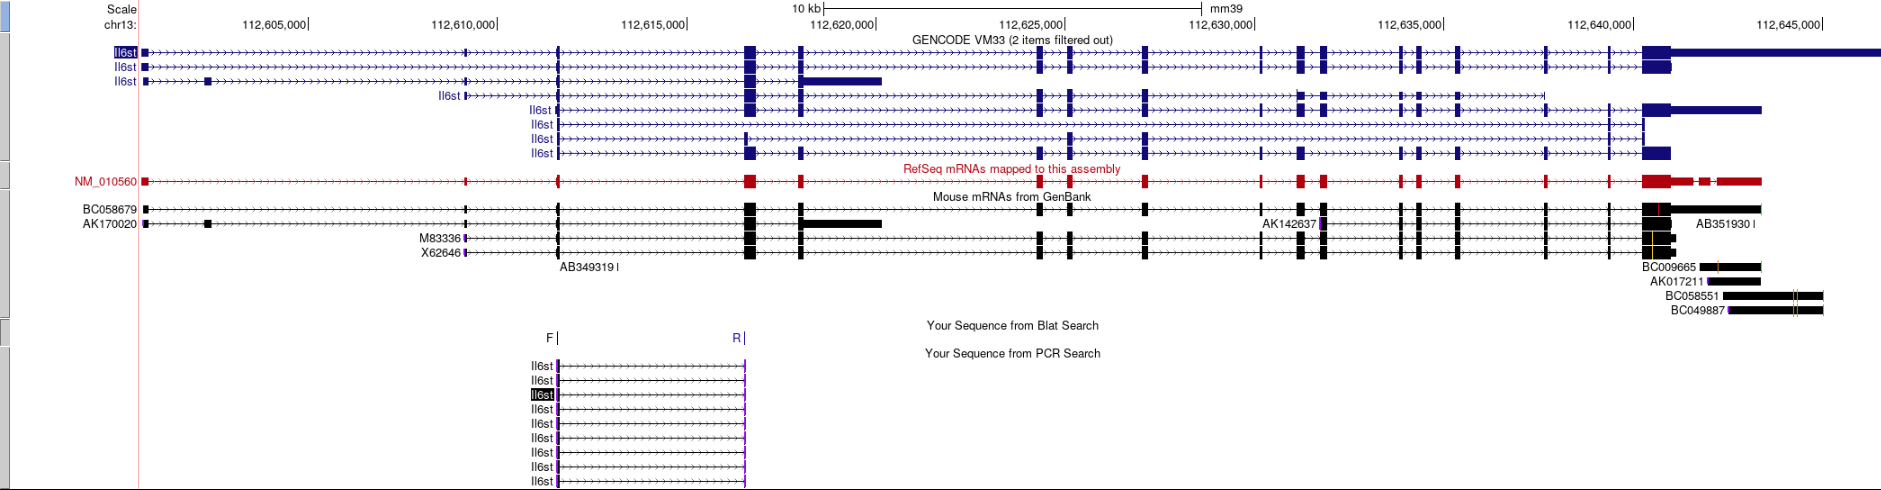 Scale 10 kb mm39
chr13: 112,605,000 112,610,000 112,615,000 112,620,000 112,625,000 112,630,000 112,635,000 112,640,000 112,645,000
GENCODE VM33 (2 items filtered out)
Il6st
Il6st
Il6st
Il6st
Il6st
Il6st
Il6st
Il6st
RefSeq mRNAs mapped to this assembly
NM_010560
Mouse mRNAs from GenBank
BC058679
AK170020 AK142637 AB351930
M83336
X62646
AB349319 BC009665
AK017211
BC058551
BC049887
Your Sequence from Blat Search
F R
Your Sequence from PCR Search
Il6st
Il6st
Il6st
Il6st
Il6st
Il6st
Il6st
Il6st
Il6st